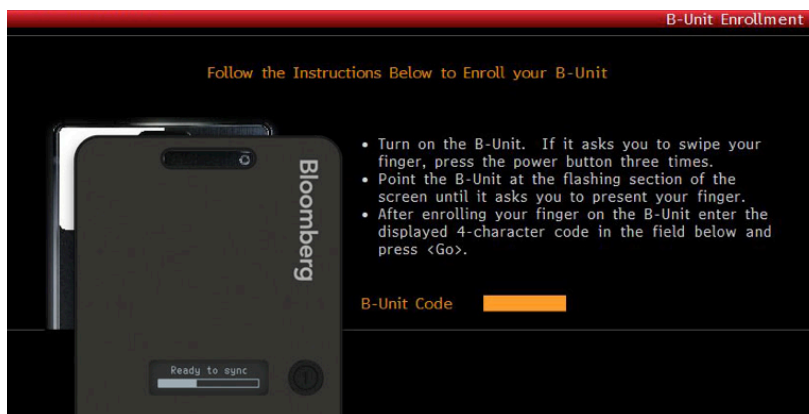 B-Unit Enrollment
Follow the Instructions Below to Enroll your B-Unit
• Turn on the B-Unit. If it asks you to swipe your
finger, press the power button three times.
• Point the B-Unit at the flashing section of the
screen until it asks you to present your finger.
• After enrolling your finger on the B-Unit enter the
displayed 4-character code in the field below and
press <Go>.
B-Unit Code
Bloomberg
Ready to sync